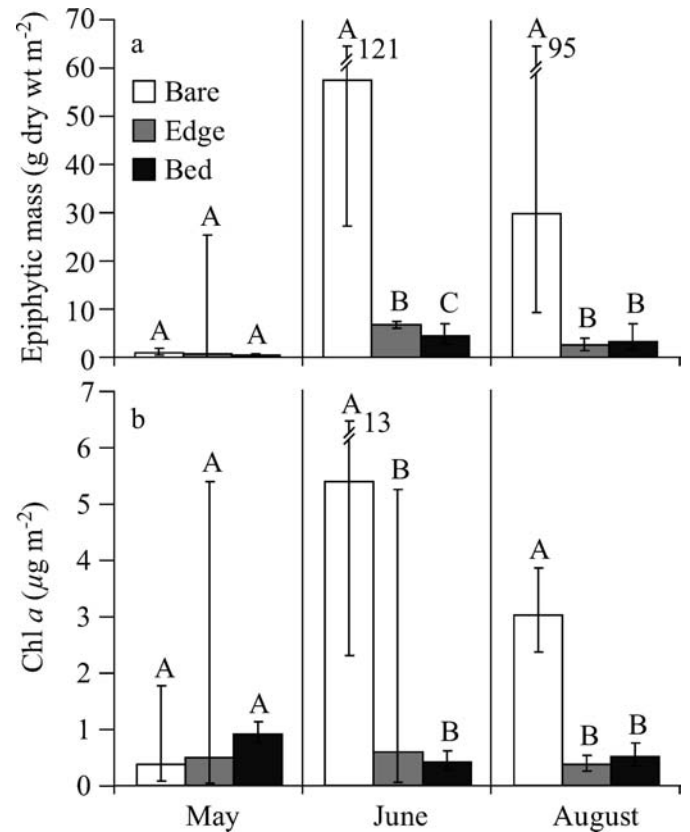 Epiphytic mass (g dry wt m⁻²)
70
60
50
40
30
20
10
0
a
Bare
Edge
Bed
A
A
A
A
121
B
C
A
95
B
B
Chl a (µg m⁻²)
7
6
5
4
3
2
1
0
b
A
A
A
A
13
B
B
A
B
B
May
June
August